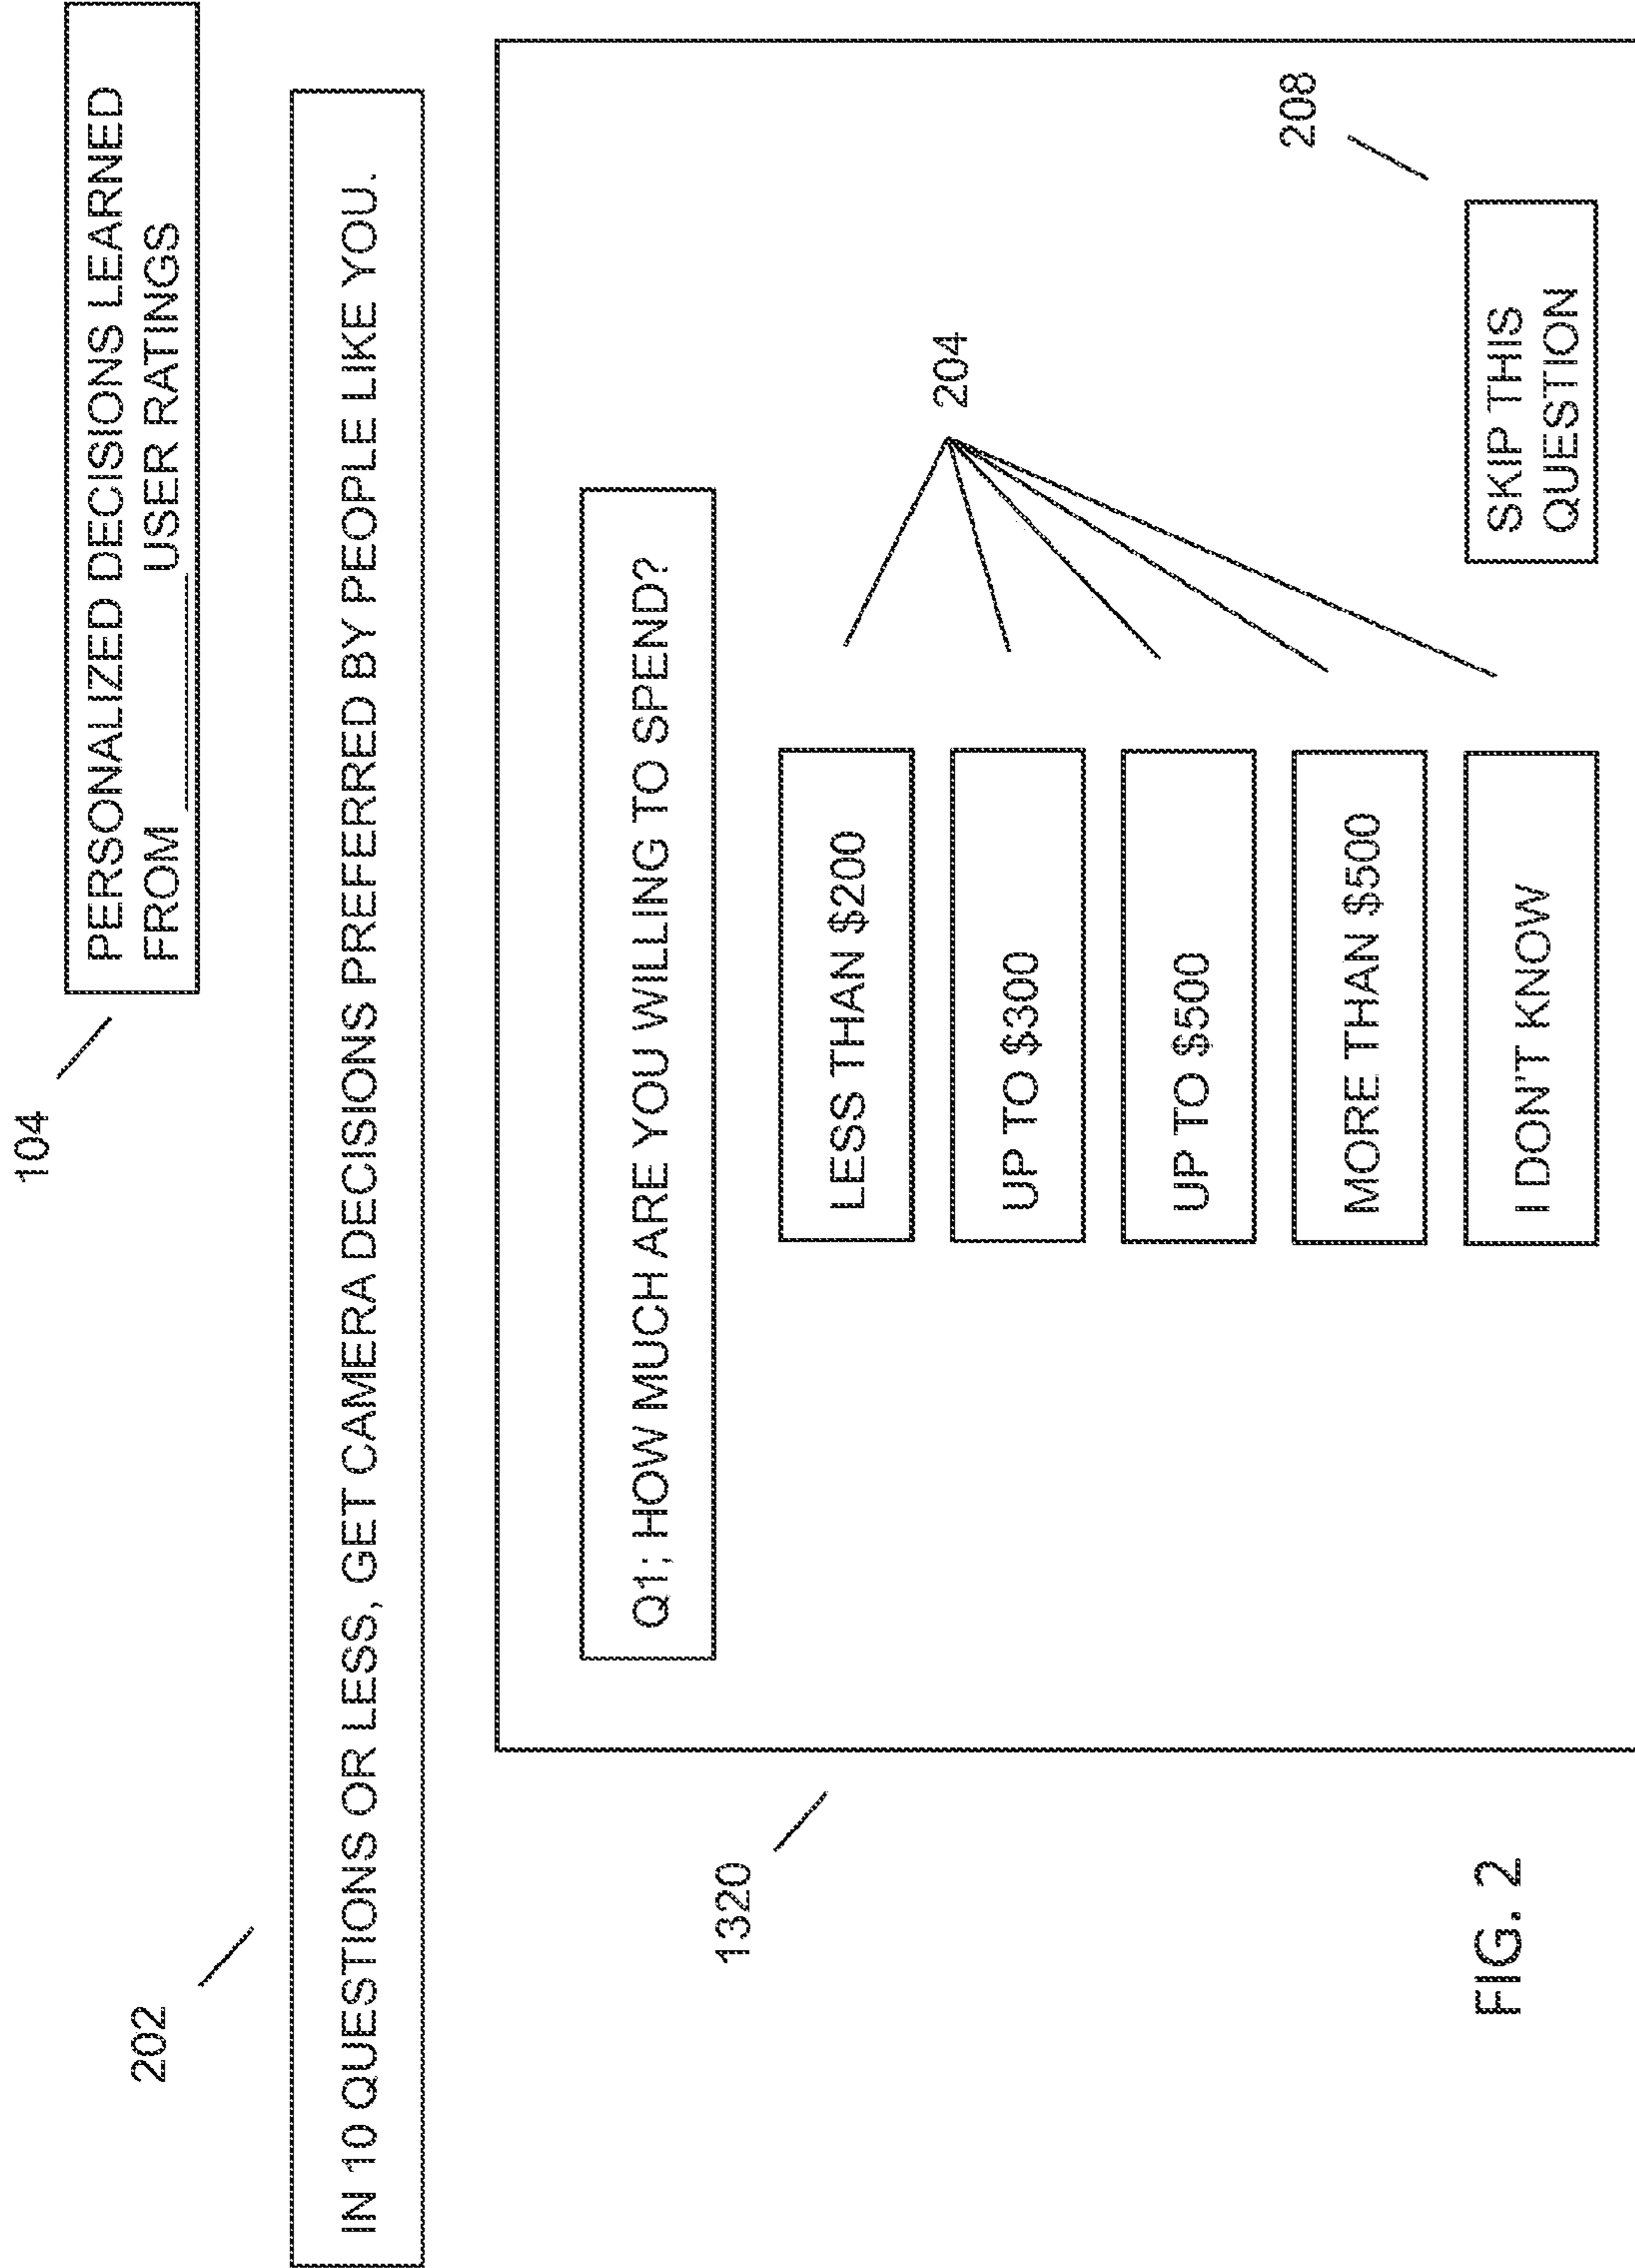 104
PERSONALIZED DECISIONS LEARNED
FROM ________ USER RATINGS
202
IN 10 QUESTIONS OR LESS, GET CAMERA DECISIONS PREFERRED BY PEOPLE LIKE YOU.
1320
Q1; HOW MUCH ARE YOU WILLING TO SPEND?
LESS THAN $200
204
UP TO $300
UP TO $500
MORE THAN $500
208
I DON'T KNOW
SKIP THIS
QUESTION
FIG. 2